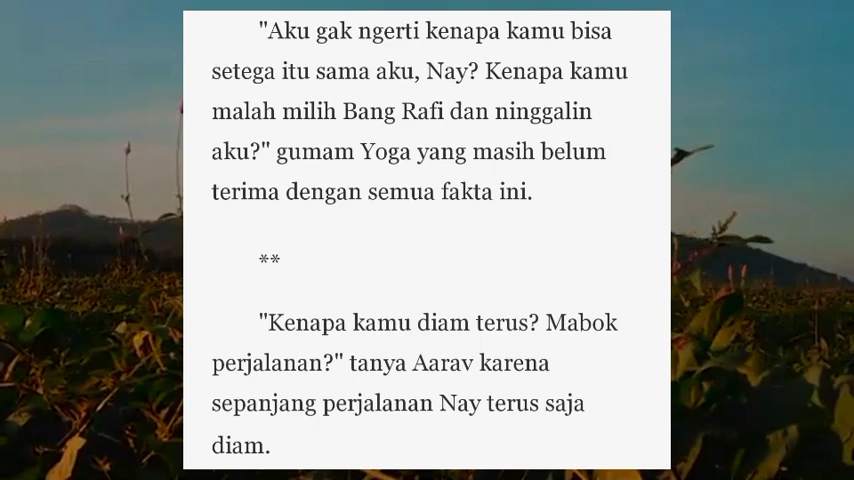 "Aku gak ngerti kenapa kamu bisa
setega itu sama aku, Nay? Kenapa kamu
malah milih Bang Rafi dan ninggalin
aku?" gumam Yoga yang masih belum
terima dengan semua fakta ini.
**
"Kenapa kamu diam terus? Mabok
perjalanan?" tanya Aarav karena
sepanjang perjalanan Nay terus saja
diam.